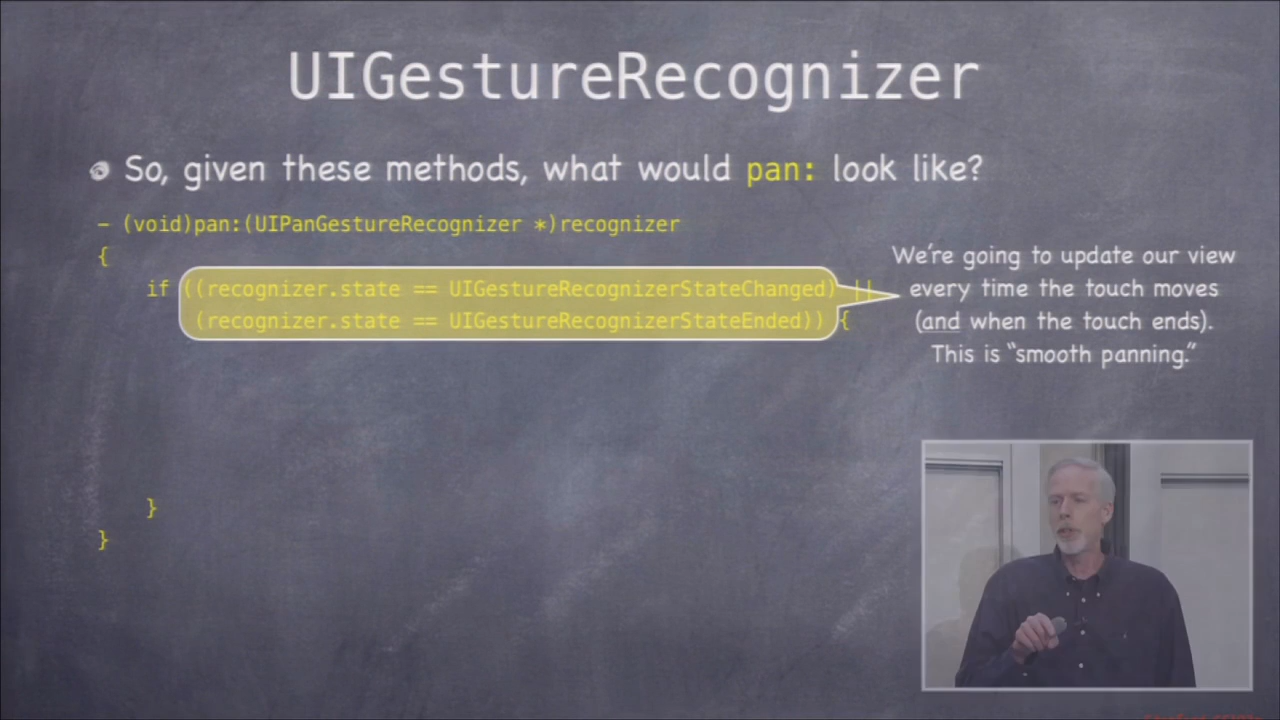 UIGestureRecognizer
So, given these methods, what would pan: look like?
- (void)pan:(UIPanGestureRecognizer *)recognizer
{
if ((recognizer.state == UIGestureRecognizerStateChanged) ||
(recognizer.state == UIGestureRecognizerStateEnded)) {
}
}
We're going to update our view
every time the touch moves
(and when the touch ends).
This is “smooth panning.”